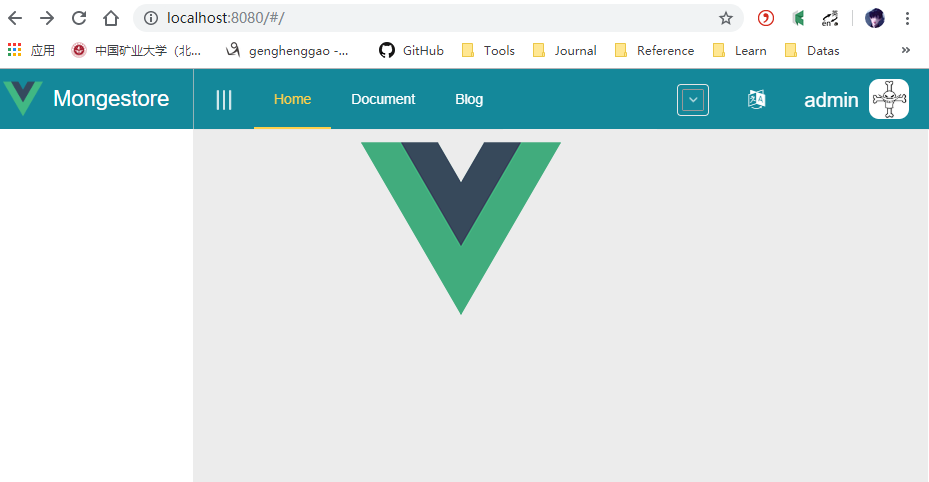 localhost:8080/#/
应用 中国矿业大学（北... genghenggao -... GitHub Tools Journal Reference Learn Datas »
Mongestore Home Document Blog admin